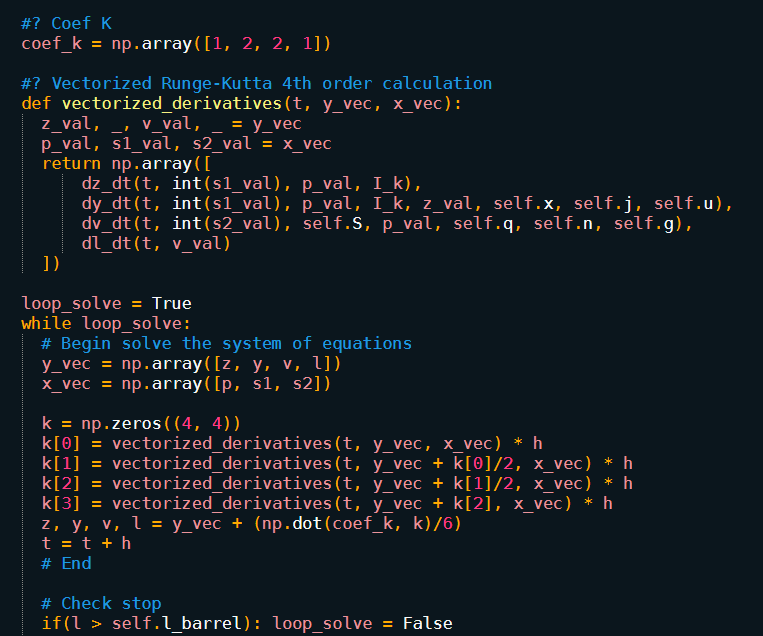 #? Coef K
coef_k = np.array([1, 2, 2, 1])

#? Vectorized Runge-Kutta 4th order calculation
def vectorized_derivatives(t, y_vec, x_vec):
  z_val, _, v_val, _ = y_vec
  p_val, s1_val, s2_val = x_vec
  return np.array([
      dz_dt(t, int(s1_val), p_val, I_k),
      dy_dt(t, int(s1_val), p_val, I_k, z_val, self.x, self.j, self.u),
      dv_dt(t, int(s2_val), self.S, p_val, self.q, self.n, self.g),
      dl_dt(t, v_val)
  ])

loop_solve = True
while loop_solve:
  # Begin solve the system of equations
  y_vec = np.array([z, y, v, l])
  x_vec = np.array([p, s1, s2])

  k = np.zeros((4, 4))
  k[0] = vectorized_derivatives(t, y_vec, x_vec) * h
  k[1] = vectorized_derivatives(t, y_vec + k[0]/2, x_vec) * h
  k[2] = vectorized_derivatives(t, y_vec + k[1]/2, x_vec) * h
  k[3] = vectorized_derivatives(t, y_vec + k[2], x_vec) * h
  z, y, v, l = y_vec + (np.dot(coef_k, k)/6)
  t = t + h
  # End

  # Check stop
  if(l > self.l_barrel): loop_solve = False